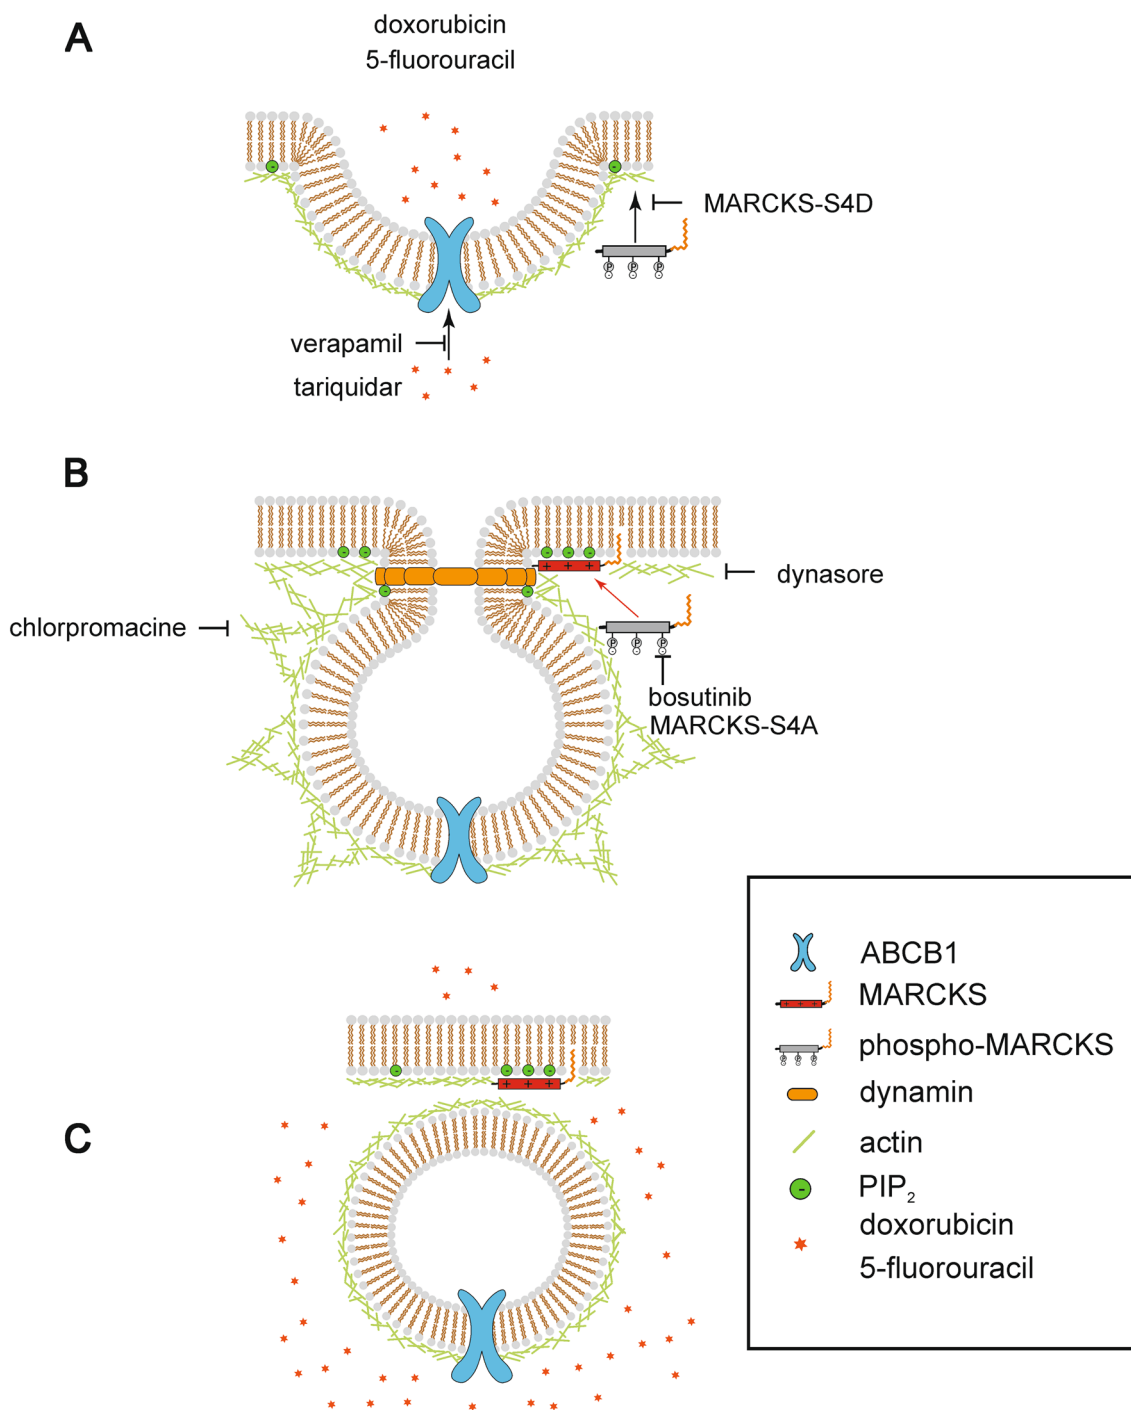 A
doxorubicin
5-fluorouracil
MARCKS-S4D
verapamil
tariquidar
B
dynasore
chlorpromacine
bosutinib
MARCKS-S4A
C
ABCB1
MARCKS
phospho-MARCKS
dynamin
actin
PIP2
doxorubicin
5-fluorouracil